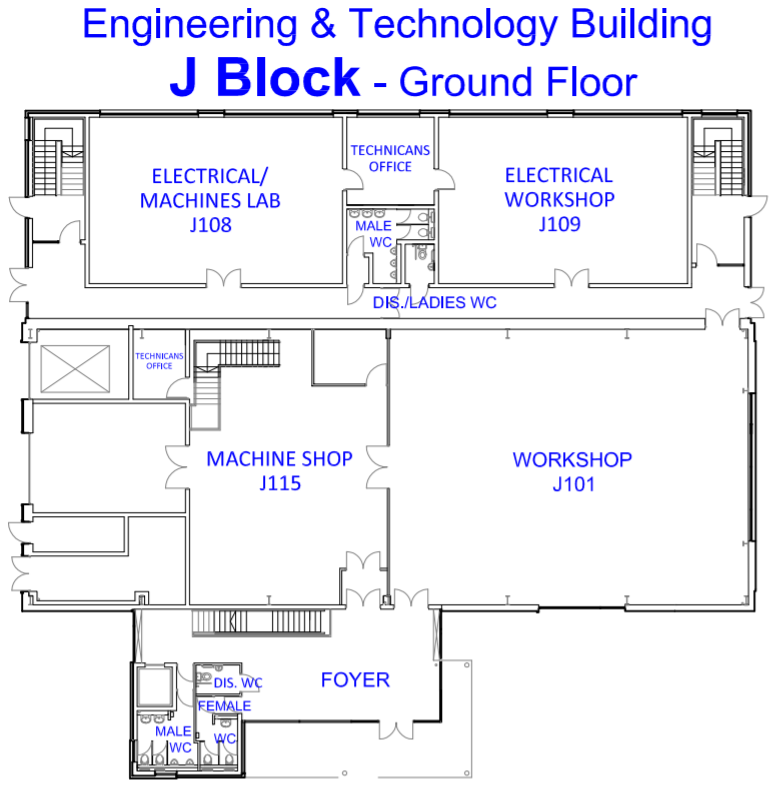 Engineering & Technology Building
J Block - Ground Floor
TECHNICANS
OFFICE
ELECTRICAL/
MACHINES LAB
J108
ELECTRICAL
WORKSHOP
J109
MALE
WC
DIS./LADIES WC
TECHNICANS
OFFICE
MACHINE SHOP
J115
WORKSHOP
J101
DIS. WC
FOYER
FEMALE
WC
MALE
WC